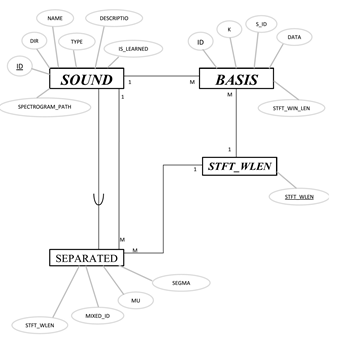 NAME
DESCRIPTIO
S_ID
K
DIR
TYPE
ID
DATA
IS_LEARNED
ID
SOUND
BASIS
1
M
1
M
SPECTROGRAM_PATH
STFT_WIN_LEN
1
STFT_WLEN
1
STFT_WLEN
M
M
SEPARATED
SEGMA
MU
MIXED_ID
STFT_WLEN